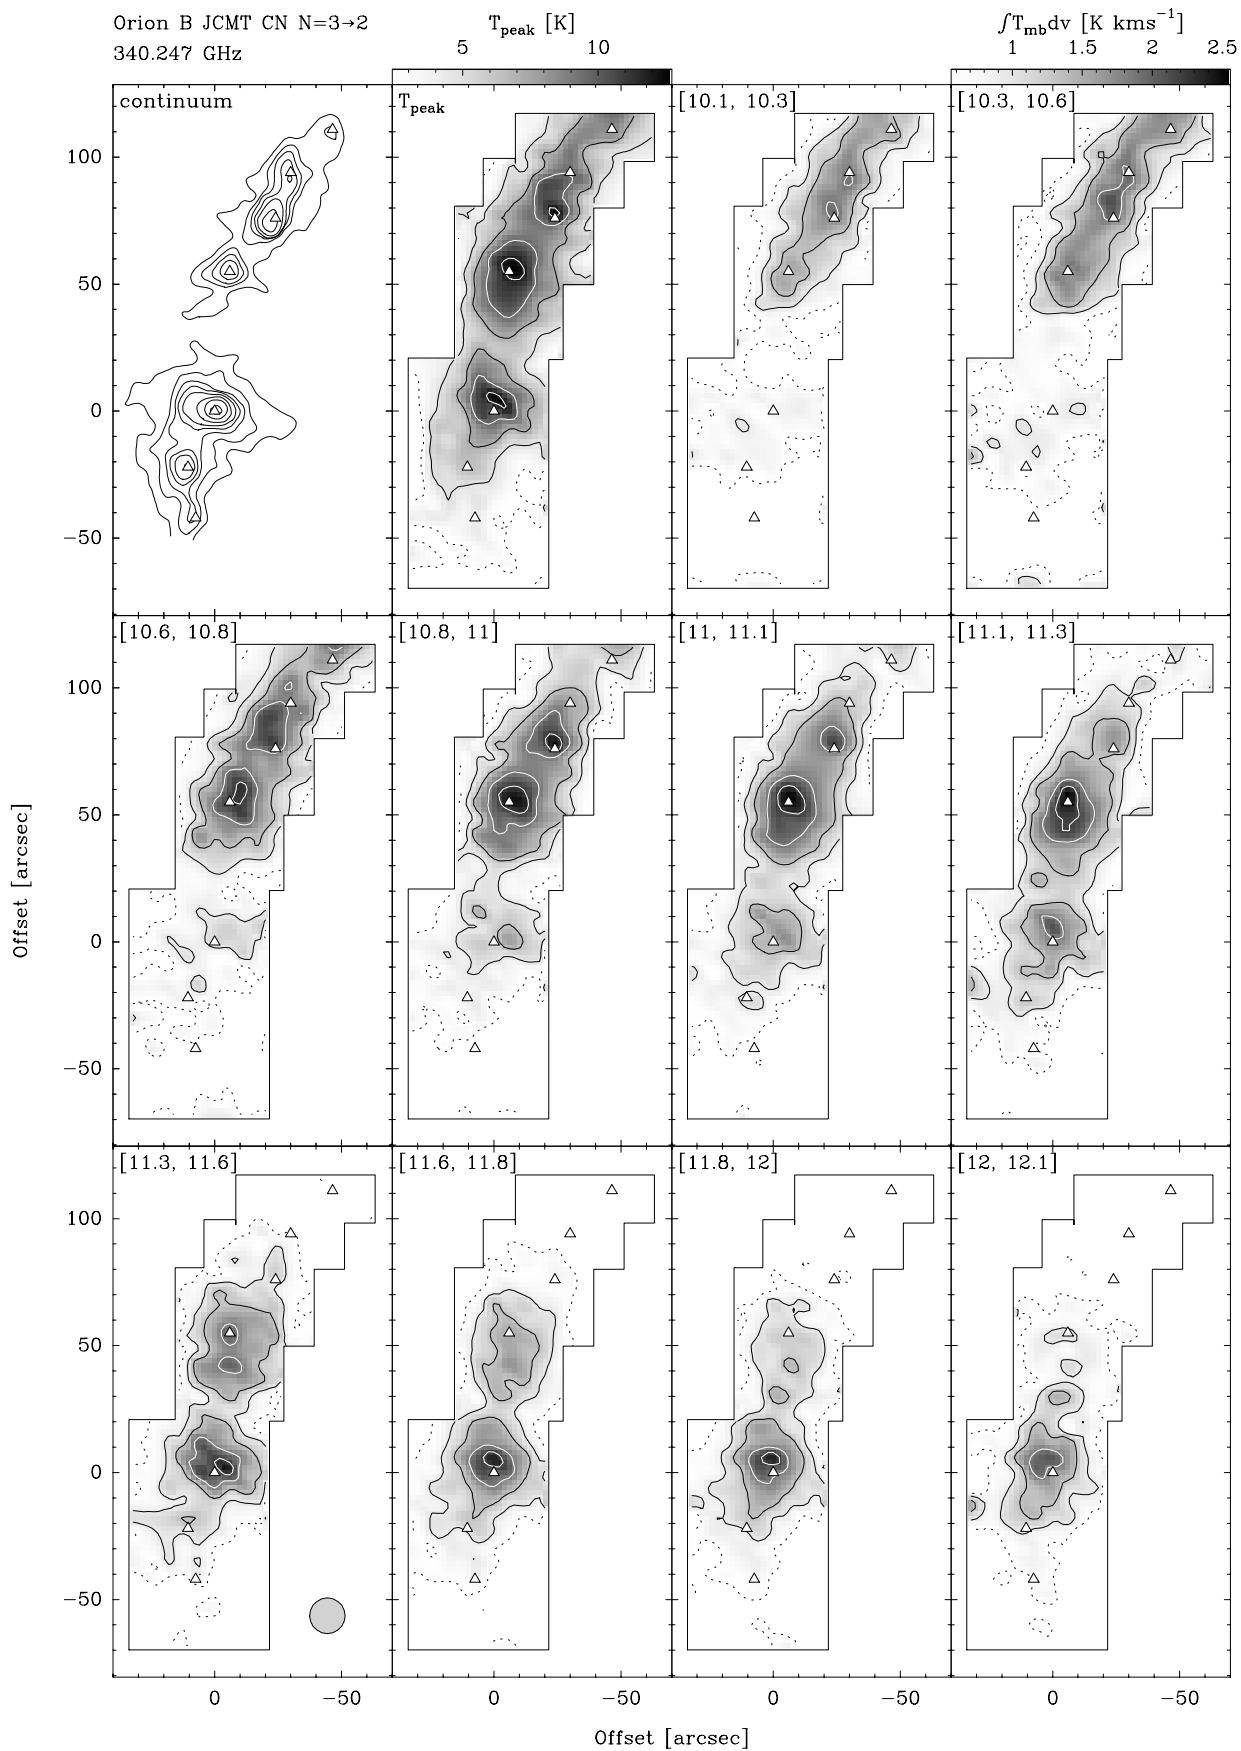 Orion B JCMT CN N=3→2
340.247 GHz
T_peak [K]
5 10
∫T_mb dv [K kms⁻¹]
1 1.5 2 2.5
continuum
T_peak
[10.1, 10.3]
[10.3, 10.6]
100
50
0
−50
[10.6, 10.8]
[10.8, 11]
[11, 11.1]
[11.1, 11.3]
100
50
0
−50
Offset [arcsec]
[11.3, 11.6]
[11.6, 11.8]
[11.8, 12]
[12, 12.1]
100
50
0
−50
0 −50 0 −50 0 −50 0 −50
Offset [arcsec]